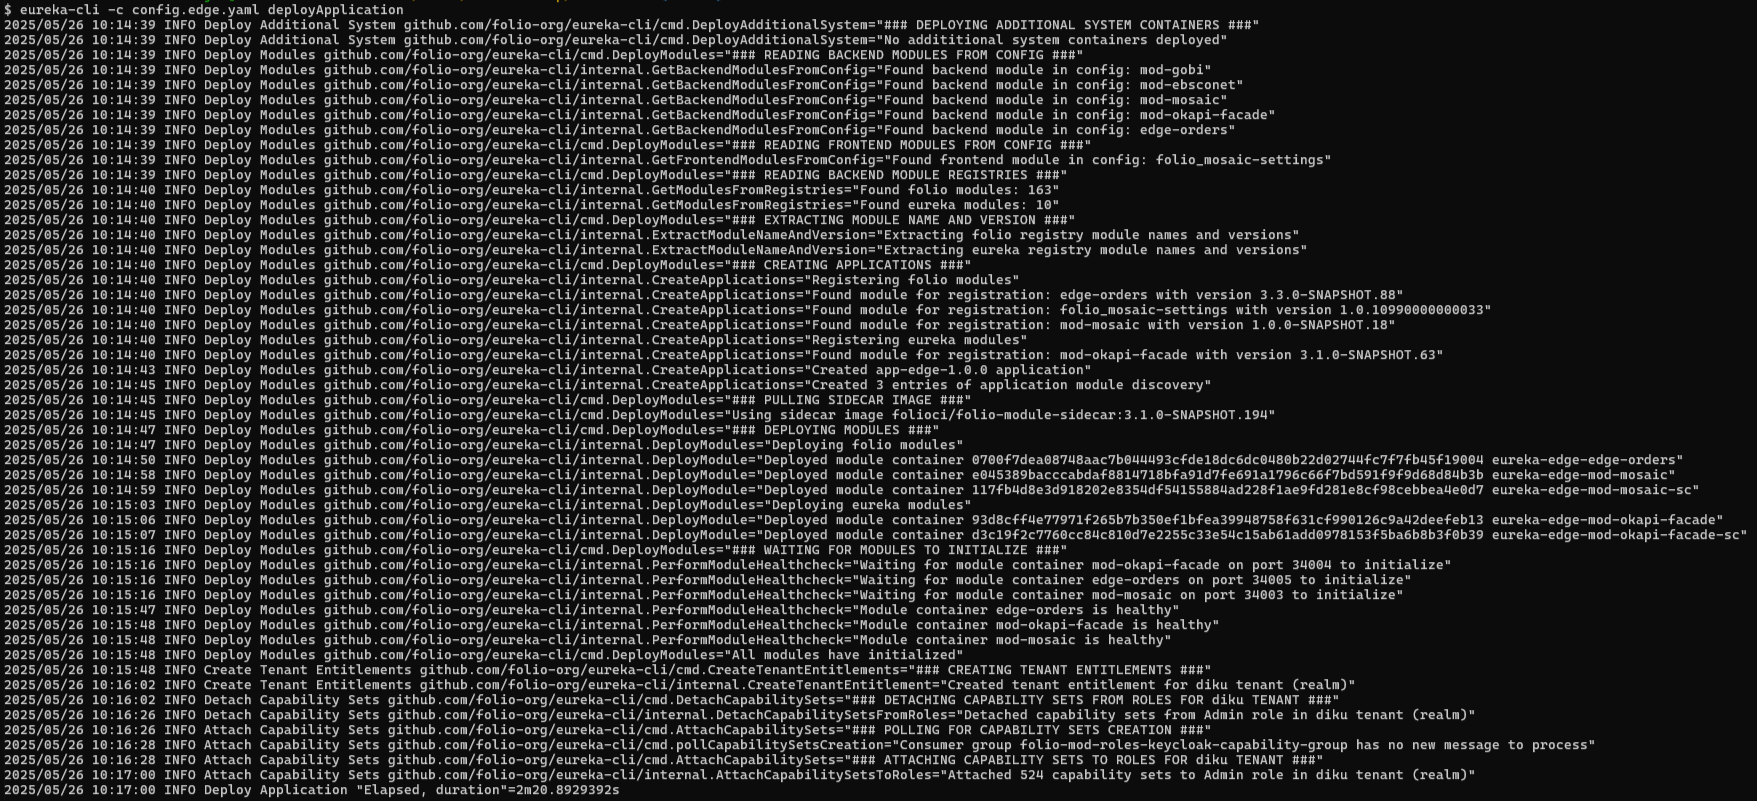 $ eureka-cli -c config.edge.yaml deployApplication
2025/05/26 10:14:39 INFO Deploy Additional System github.com/folio-org/eureka-cli/cmd.DeployAdditionalSystem="### DEPLOYING ADDITIONAL SYSTEM CONTAINERS ###"
2025/05/26 10:14:39 INFO Deploy Additional System github.com/folio-org/eureka-cli/cmd.DeployAdditionalSystem="No addititional system containers deployed"
2025/05/26 10:14:39 INFO Deploy Modules github.com/folio-org/eureka-cli/cmd.DeployModules="### READING BACKEND MODULES FROM CONFIG ###"
2025/05/26 10:14:39 INFO Deploy Modules github.com/folio-org/eureka-cli/internal.GetBackendModulesFromConfig="Found backend module in config: mod-gobi"
2025/05/26 10:14:39 INFO Deploy Modules github.com/folio-org/eureka-cli/internal.GetBackendModulesFromConfig="Found backend module in config: mod-ebsconet"
2025/05/26 10:14:39 INFO Deploy Modules github.com/folio-org/eureka-cli/internal.GetBackendModulesFromConfig="Found backend module in config: mod-mosaic"
2025/05/26 10:14:39 INFO Deploy Modules github.com/folio-org/eureka-cli/internal.GetBackendModulesFromConfig="Found backend module in config: mod-okapi-facade"
2025/05/26 10:14:39 INFO Deploy Modules github.com/folio-org/eureka-cli/internal.GetBackendModulesFromConfig="Found backend module in config: edge-orders"
2025/05/26 10:14:39 INFO Deploy Modules github.com/folio-org/eureka-cli/cmd.DeployModules="### READING FRONTEND MODULES FROM CONFIG ###"
2025/05/26 10:14:39 INFO Deploy Modules github.com/folio-org/eureka-cli/internal.GetFrontendModulesFromConfig="Found frontend module in config: folio_mosaic-settings"
2025/05/26 10:14:39 INFO Deploy Modules github.com/folio-org/eureka-cli/cmd.DeployModules="### READING BACKEND MODULE REGISTRIES ###"
2025/05/26 10:14:40 INFO Deploy Modules github.com/folio-org/eureka-cli/internal.GetModulesFromRegistries="Found folio modules: 163"
2025/05/26 10:14:40 INFO Deploy Modules github.com/folio-org/eureka-cli/internal.GetModulesFromRegistries="Found eureka modules: 10"
2025/05/26 10:14:40 INFO Deploy Modules github.com/folio-org/eureka-cli/cmd.DeployModules="### EXTRACTING MODULE NAME AND VERSION ###"
2025/05/26 10:14:40 INFO Deploy Modules github.com/folio-org/eureka-cli/internal.ExtractModuleNameAndVersion="Extracting folio registry module names and versions"
2025/05/26 10:14:40 INFO Deploy Modules github.com/folio-org/eureka-cli/internal.ExtractModuleNameAndVersion="Extracting eureka registry module names and versions"
2025/05/26 10:14:40 INFO Deploy Modules github.com/folio-org/eureka-cli/cmd.DeployModules="### CREATING APPLICATIONS ###"
2025/05/26 10:14:40 INFO Deploy Modules github.com/folio-org/eureka-cli/internal.CreateApplications="Registering folio modules"
2025/05/26 10:14:40 INFO Deploy Modules github.com/folio-org/eureka-cli/internal.CreateApplications="Found module for registration: edge-orders with version 3.3.0-SNAPSHOT.88"
2025/05/26 10:14:40 INFO Deploy Modules github.com/folio-org/eureka-cli/internal.CreateApplications="Found module for registration: folio_mosaic-settings with version 1.0.10990000000033"
2025/05/26 10:14:40 INFO Deploy Modules github.com/folio-org/eureka-cli/internal.CreateApplications="Found module for registration: mod-mosaic with version 1.0.0-SNAPSHOT.18"
2025/05/26 10:14:40 INFO Deploy Modules github.com/folio-org/eureka-cli/internal.CreateApplications="Registering eureka modules"
2025/05/26 10:14:40 INFO Deploy Modules github.com/folio-org/eureka-cli/internal.CreateApplications="Found module for registration: mod-okapi-facade with version 3.1.0-SNAPSHOT.63"
2025/05/26 10:14:43 INFO Deploy Modules github.com/folio-org/eureka-cli/internal.CreateApplications="Created app-edge-1.0.0 application"
2025/05/26 10:14:45 INFO Deploy Modules github.com/folio-org/eureka-cli/internal.CreateApplications="Created 3 entries of application module discovery"
2025/05/26 10:14:45 INFO Deploy Modules github.com/folio-org/eureka-cli/cmd.DeployModules="### PULLING SIDECAR IMAGE ###"
2025/05/26 10:14:45 INFO Deploy Modules github.com/folio-org/eureka-cli/cmd.DeployModules="Using sidecar image folioci/folio-module-sidecar:3.1.0-SNAPSHOT.194"
2025/05/26 10:14:47 INFO Deploy Modules github.com/folio-org/eureka-cli/cmd.DeployModules="### DEPLOYING MODULES ###"
2025/05/26 10:14:47 INFO Deploy Modules github.com/folio-org/eureka-cli/internal.DeployModules="Deploying folio modules"
2025/05/26 10:14:50 INFO Deploy Modules github.com/folio-org/eureka-cli/internal.DeployModule="Deployed module container 0700f7dea08748aac7b044493cfde18dc6dc0480b22d02744fc7f7fb45f19004 eureka-edge-edge-orders"
2025/05/26 10:14:58 INFO Deploy Modules github.com/folio-org/eureka-cli/internal.DeployModule="Deployed module container e045389bacccabdaf8814718bfa91d7fe691a1796c66f7bd591f9f9d68d84b3b eureka-edge-mod-mosaic"
2025/05/26 10:14:59 INFO Deploy Modules github.com/folio-org/eureka-cli/internal.DeployModule="Deployed module container 117fb4d8e3d918202e8354df54155884ad228f1ae9fd281e8cf98cebbea4e0d7 eureka-edge-mod-mosaic-sc"
2025/05/26 10:15:03 INFO Deploy Modules github.com/folio-org/eureka-cli/internal.DeployModules="Deploying eureka modules"
2025/05/26 10:15:06 INFO Deploy Modules github.com/folio-org/eureka-cli/internal.DeployModule="Deployed module container 93d8cff4e77971f265b7b350ef1bfea39948758f631cf990126c9a42deefeb13 eureka-edge-mod-okapi-facade"
2025/05/26 10:15:07 INFO Deploy Modules github.com/folio-org/eureka-cli/internal.DeployModule="Deployed module container d3c19f2c7760cc84c810d7e2255c33e54c15ab61add0978153f5ba6b8b3f0b39 eureka-edge-mod-okapi-facade-sc"
2025/05/26 10:15:16 INFO Deploy Modules github.com/folio-org/eureka-cli/cmd.DeployModules="### WAITING FOR MODULES TO INITIALIZE ###"
2025/05/26 10:15:16 INFO Deploy Modules github.com/folio-org/eureka-cli/internal.PerformModuleHealthcheck="Waiting for module container mod-okapi-facade on port 34004 to initialize"
2025/05/26 10:15:16 INFO Deploy Modules github.com/folio-org/eureka-cli/internal.PerformModuleHealthcheck="Waiting for module container edge-orders on port 34005 to initialize"
2025/05/26 10:15:16 INFO Deploy Modules github.com/folio-org/eureka-cli/internal.PerformModuleHealthcheck="Waiting for module container mod-mosaic on port 34003 to initialize"
2025/05/26 10:15:47 INFO Deploy Modules github.com/folio-org/eureka-cli/internal.PerformModuleHealthcheck="Module container edge-orders is healthy"
2025/05/26 10:15:48 INFO Deploy Modules github.com/folio-org/eureka-cli/internal.PerformModuleHealthcheck="Module container mod-okapi-facade is healthy"
2025/05/26 10:15:48 INFO Deploy Modules github.com/folio-org/eureka-cli/internal.PerformModuleHealthcheck="Module container mod-mosaic is healthy"
2025/05/26 10:15:48 INFO Deploy Modules github.com/folio-org/eureka-cli/cmd.DeployModules="All modules have initialized"
2025/05/26 10:15:48 INFO Create Tenant Entitlements github.com/folio-org/eureka-cli/cmd.CreateTenantEntitlements="### CREATING TENANT ENTITLEMENTS ###"
2025/05/26 10:16:02 INFO Create Tenant Entitlements github.com/folio-org/eureka-cli/internal.CreateTenantEntitlement="Created tenant entitlement for diku tenant (realm)"
2025/05/26 10:16:02 INFO Detach Capability Sets github.com/folio-org/eureka-cli/cmd.DetachCapabilitySets="### DETACHING CAPABILITY SETS FROM ROLES FOR diku TENANT ###"
2025/05/26 10:16:26 INFO Detach Capability Sets github.com/folio-org/eureka-cli/internal.DetachCapabilitySetsFromRoles="Detached capability sets from Admin role in diku tenant (realm)"
2025/05/26 10:16:26 INFO Attach Capability Sets github.com/folio-org/eureka-cli/cmd.AttachCapabilitySets="### POLLING FOR CAPABILITY SETS CREATION ###"
2025/05/26 10:16:28 INFO Attach Capability Sets github.com/folio-org/eureka-cli/cmd.pollCapabilitySetsCreation="Consumer group folio-mod-roles-keycloak-capability-group has no new message to process"
2025/05/26 10:16:28 INFO Attach Capability Sets github.com/folio-org/eureka-cli/cmd.AttachCapabilitySets="### ATTACHING CAPABILITY SETS TO ROLES FOR diku TENANT ###"
2025/05/26 10:17:00 INFO Attach Capability Sets github.com/folio-org/eureka-cli/internal.AttachCapabilitySetsToRoles="Attached 524 capability sets to Admin role in diku tenant (realm)"
2025/05/26 10:17:00 INFO Deploy Application "Elapsed, duration"=2m20.8929392s